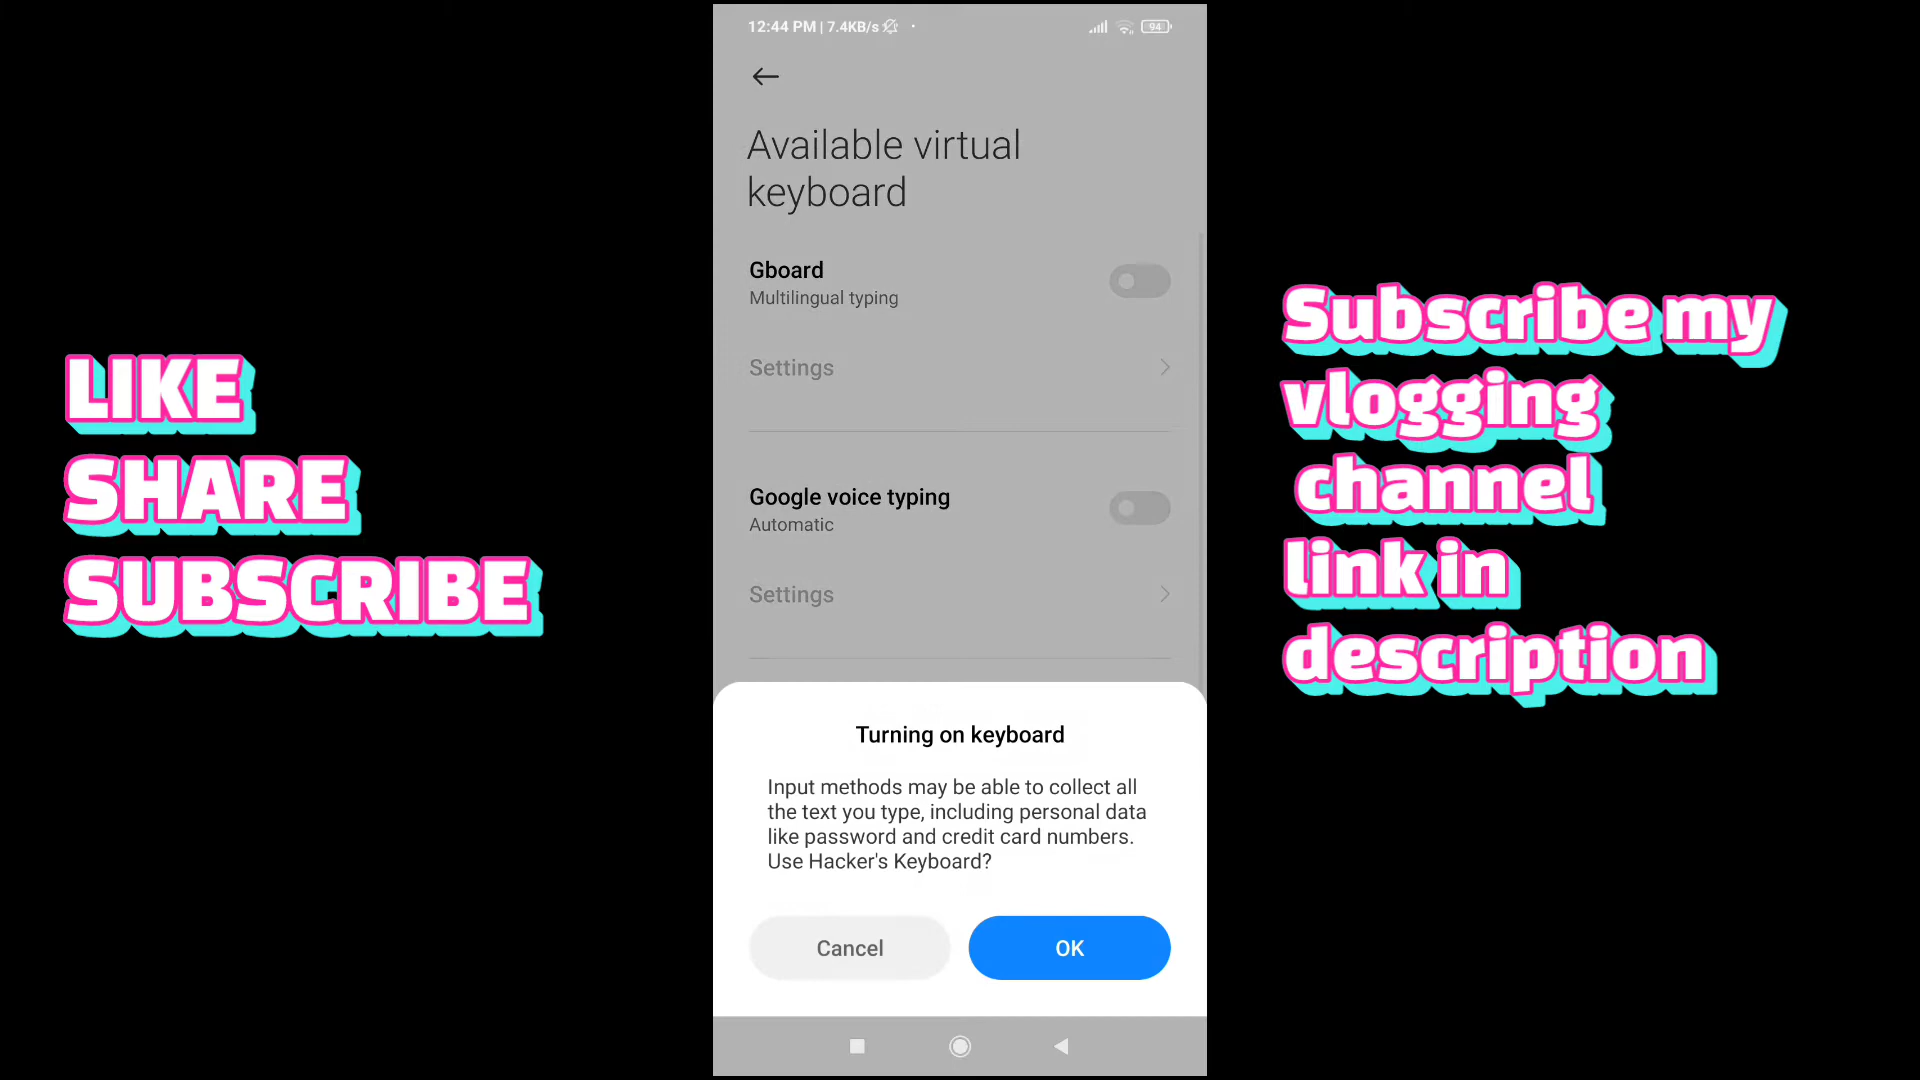 LIKE
SHARE
SUBSCRIBE
12:44 PM | 7.4KB/s
94
Available virtual
keyboard
Gboard
Multilingual typing
Settings
Google voice typing
Automatic
Settings
Turning on keyboard
Input methods may be able to collect all
the text you type, including personal data
like password and credit card numbers.
Use Hacker's Keyboard?
Cancel
OK
Subscribe my
vlogging
channel
link in
description